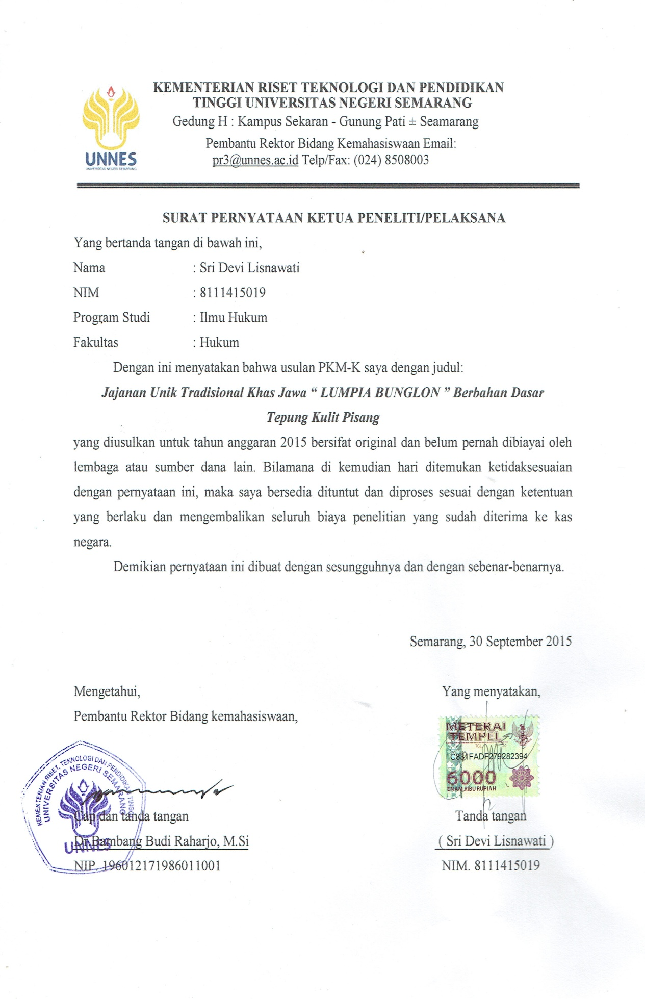 KEMENTERIAN RISET TEKNOLOGI DAN PENDIDIKAN
TINGGI UNIVERSITAS NEGERI SEMARANG
Gedung H : Kampus Sekaran - Gunung Pati ± Seamarang
Pembantu Rektor Bidang Kemahasiswaan Email:
pr3@unnes.ac.id Telp/Fax: (024) 8508003
UNNES
UNIVERSITAS NEGERI SEMARANG
SURAT PERNYATAAN KETUA PENELITI/PELAKSANA
Yang bertanda tangan di bawah ini,
Nama : Sri Devi Lisnawati
NIM : 8111415019
Program Studi : Ilmu Hukum
Fakultas : Hukum
Dengan ini menyatakan bahwa usulan PKM-K saya dengan judul:
Jajanan Unik Tradisional Khas Jawa “ LUMPIA BUNGLON ” Berbahan Dasar
Tepung Kulit Pisang
yang diusulkan untuk tahun anggaran 2015 bersifat original dan belum pernah dibiayai oleh
lembaga atau sumber dana lain. Bilamana di kemudian hari ditemukan ketidaksesuaian
dengan pernyataan ini, maka saya bersedia dituntut dan diproses sesuai dengan ketentuan
yang berlaku dan mengembalikan seluruh biaya penelitian yang sudah diterima ke kas
negara.
Demikian pernyataan ini dibuat dengan sesungguhnya dan dengan sebenar-benarnya.
Semarang, 30 September 2015
Mengetahui,
Pembantu Rektor Bidang kemahasiswaan,
KEMENTERIAN RISET, TEKNOLOGI DAN PENDIDIKAN TINGGI
UNIVERSITAS NEGERI SEMARANG
UNNES
Cap dan tanda tangan
Dr Bambang Budi Raharjo, M.Si
NIP. 196012171986011001
Yang menyatakan,
METERAI
TEMPEL
TGL 20
C831FADF279282394
6000
ENAM RIBU RUPIAH
Tanda tangan
( Sri Devi Lisnawati )
NIM. 8111415019